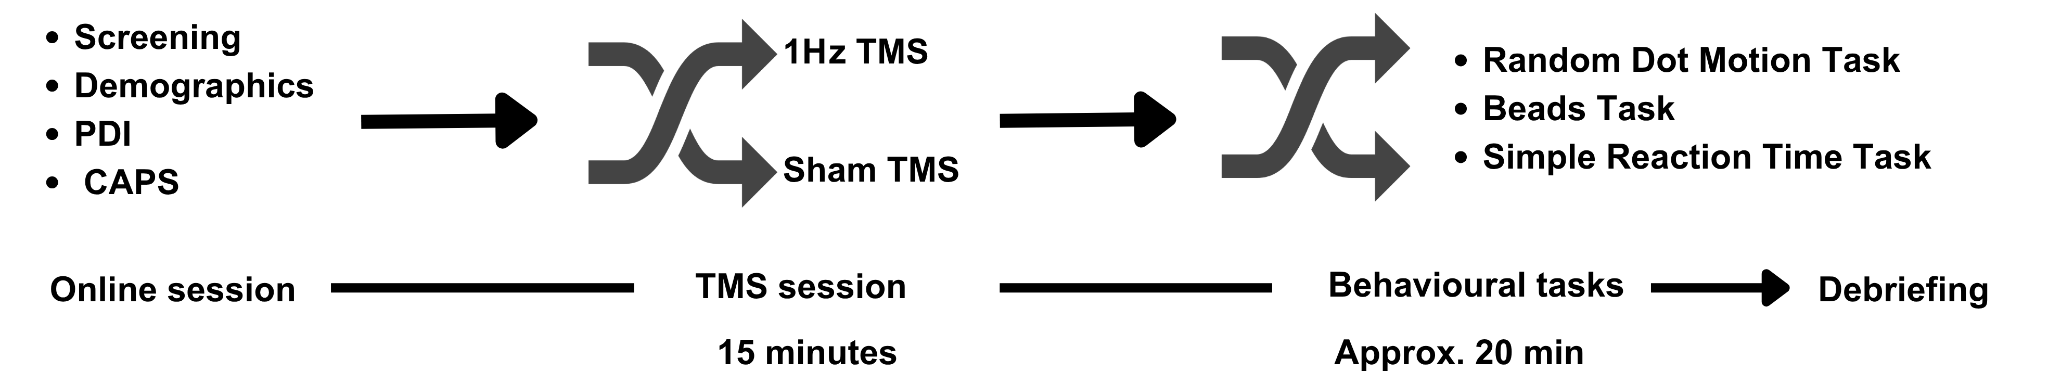 • Screening
• Demographics
• PDI
• CAPS
1Hz TMS
Sham TMS
• Random Dot Motion Task
• Beads Task
• Simple Reaction Time Task
Online session
TMS session
Behavioural tasks
Debriefing
15 minutes
Approx. 20 min